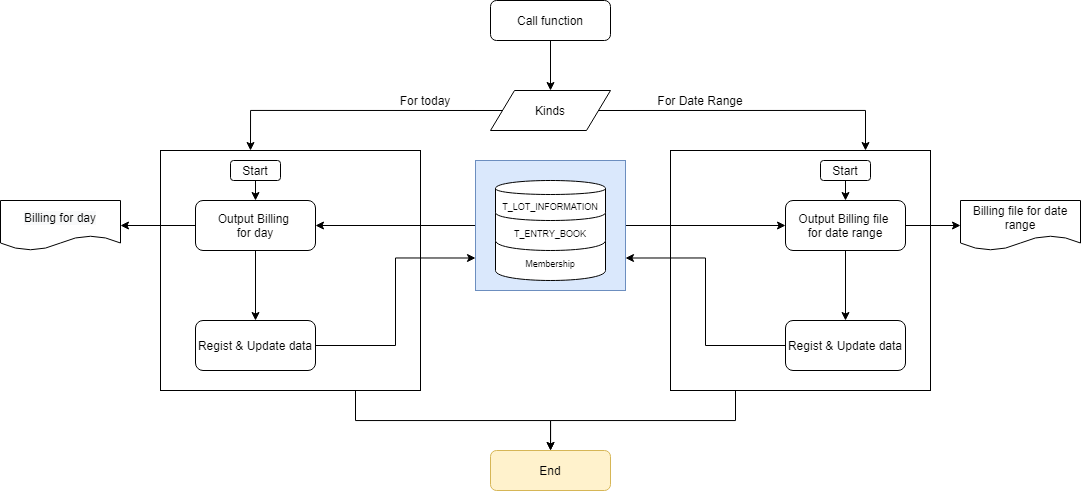 Call function
For today
For Date Range
Kinds
Start
Start
T_LOT_INFORMATION
Billing for day
Output Billing
for day
T_ENTRY_BOOK
Output Billing file
for date range
Billing file for date
range
Membership
Regist & Update data
Regist & Update data
End